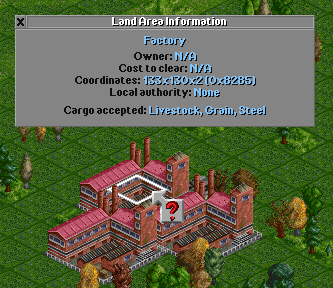 Land Area Information
Factory
Owner: N/A
Cost to clear: N/A
Coordinates: 133x130x2 (0x8285)
Local authority: None
Cargo accepted: Livestock, Grain, Steel
?